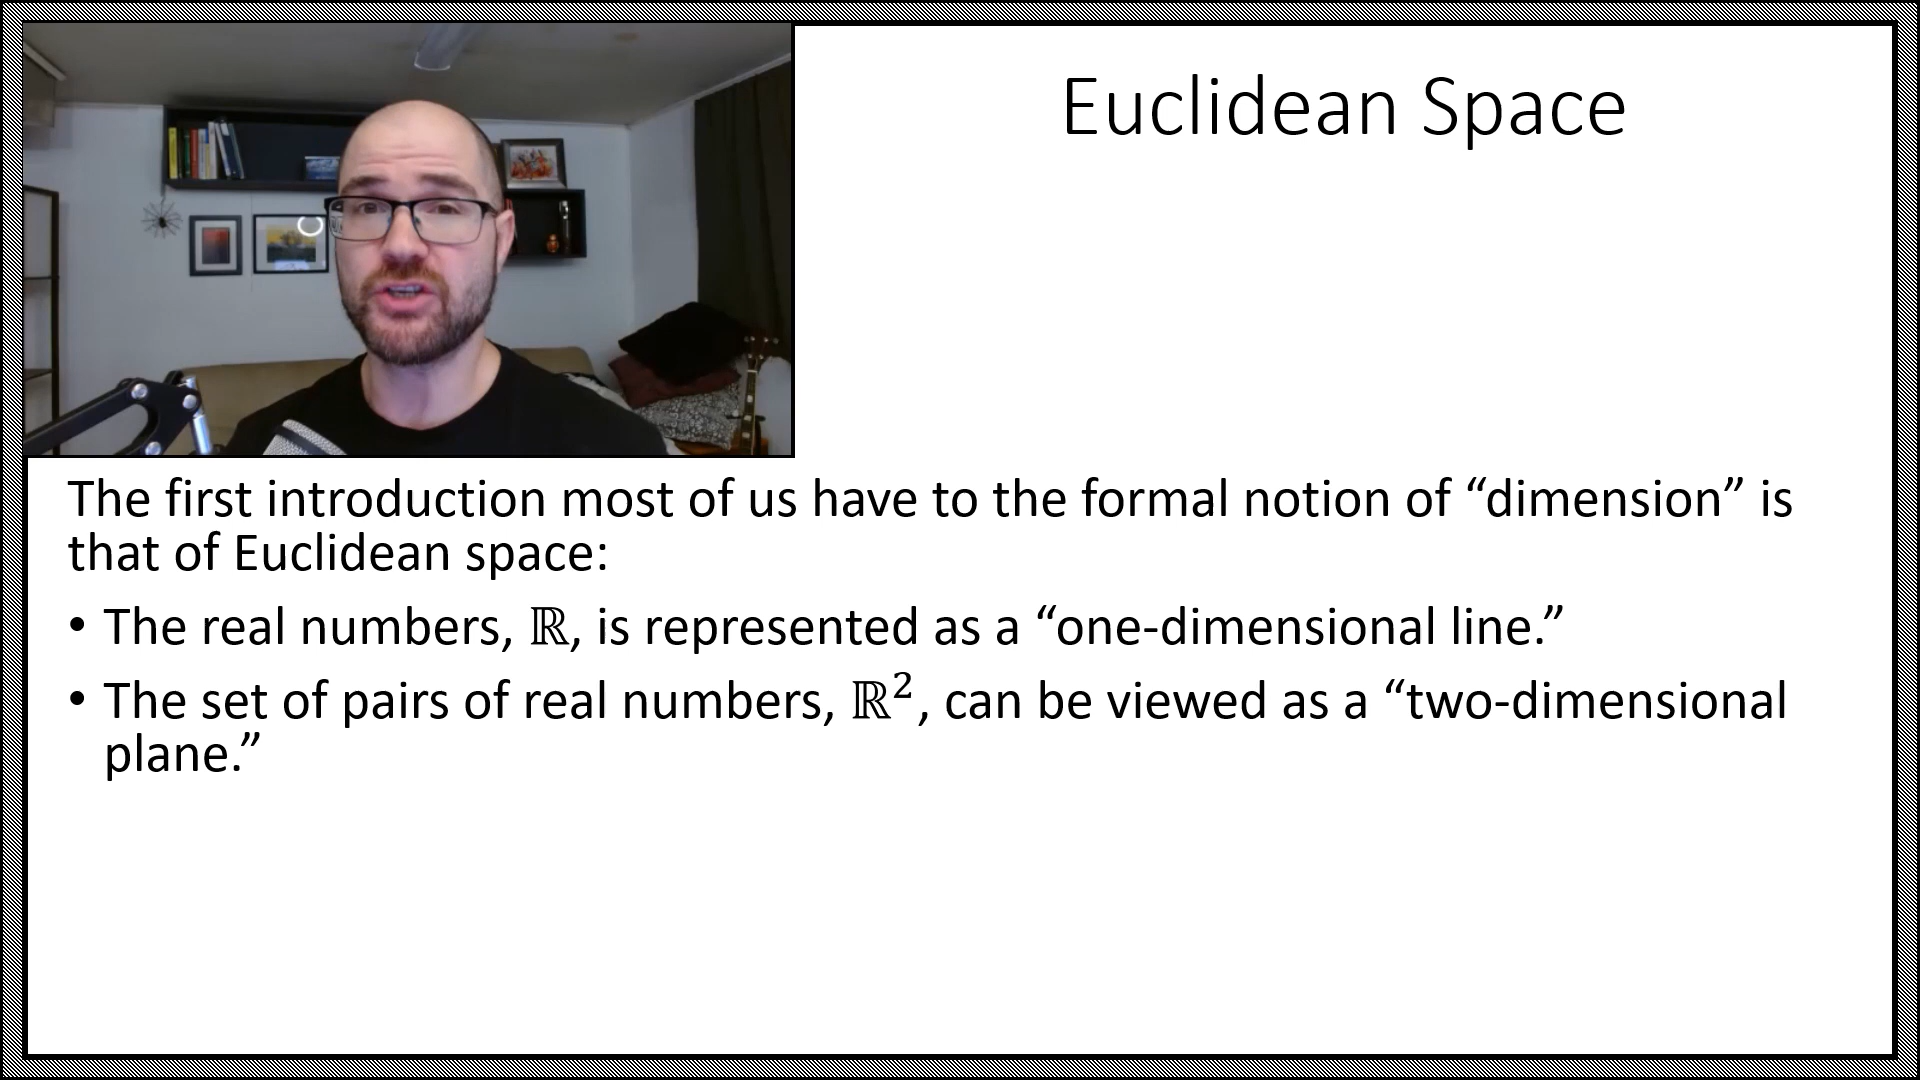 Euclidean Space
The first introduction most of us have to the formal notion of “dimension” is
that of Euclidean space:
• The real numbers, ℝ, is represented as a “one-dimensional line.”
• The set of pairs of real numbers, ℝ², can be viewed as a “two-dimensional
plane.”